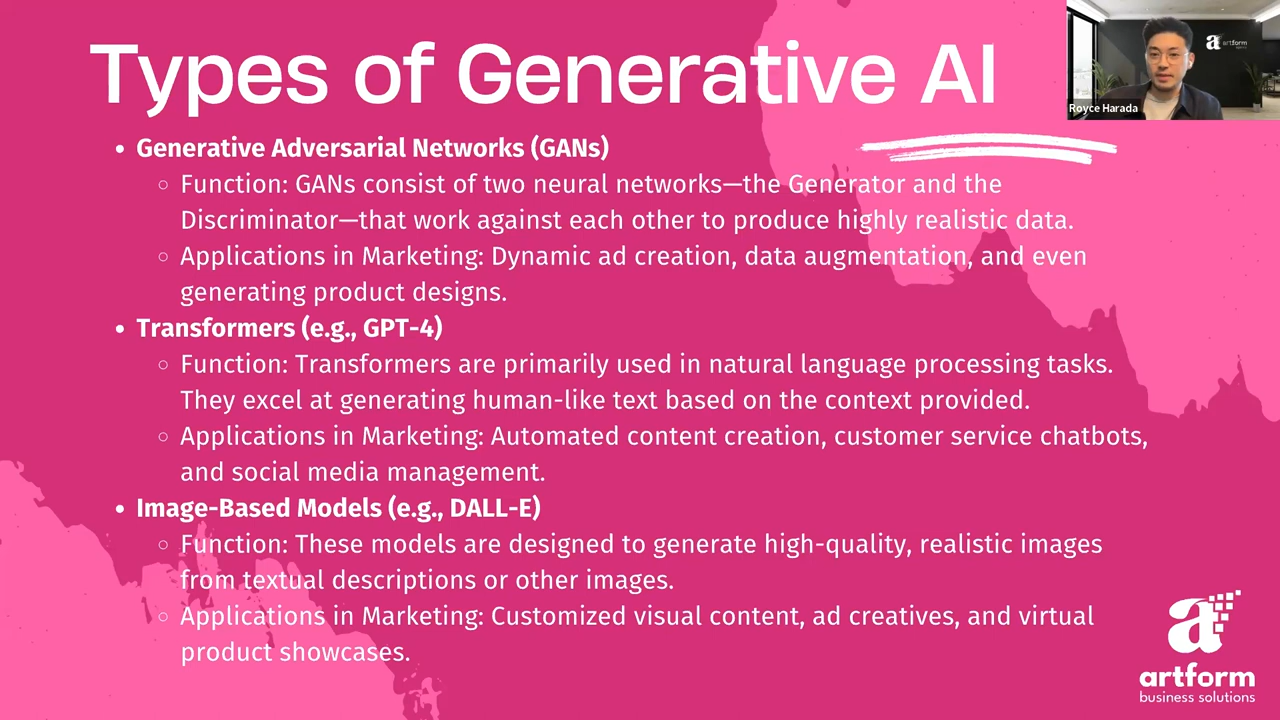 Types of Generative AI
artform
Royce Harada
• Generative Adversarial Networks (GANs)
○ Function: GANs consist of two neural networks—the Generator and the
Discriminator—that work against each other to produce highly realistic data.
○ Applications in Marketing: Dynamic ad creation, data augmentation, and even
generating product designs.
• Transformers (e.g., GPT-4)
○ Function: Transformers are primarily used in natural language processing tasks.
They excel at generating human-like text based on the context provided.
○ Applications in Marketing: Automated content creation, customer service chatbots,
and social media management.
• Image-Based Models (e.g., DALL-E)
○ Function: These models are designed to generate high-quality, realistic images
from textual descriptions or other images.
○ Applications in Marketing: Customized visual content, ad creatives, and virtual
product showcases.
a
artform
business solutions